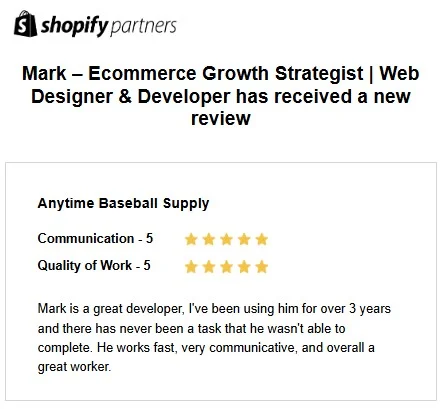 shopify partners
Mark – Ecommerce Growth Strategist | Web
Designer & Developer has received a new
review
Anytime Baseball Supply
Communication - 5
Quality of Work - 5
Mark is a great developer, I've been using him for over 3 years
and there has never been a task that he wasn't able to
complete. He works fast, very communicative, and overall a
great worker.